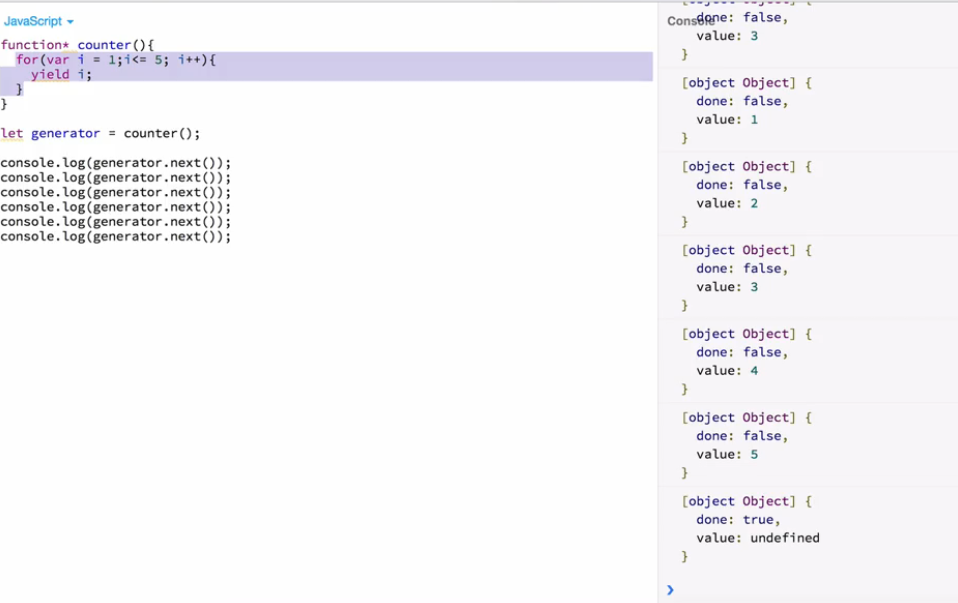 JavaScript
function* counter(){
  for(var i = 1;i<= 5; i++){
    yield i;
  }
}
let generator = counter();
console.log(generator.next());
console.log(generator.next());
console.log(generator.next());
console.log(generator.next());
console.log(generator.next());
console.log(generator.next());
Console
[object Object] {
  done: false,
  value: 3
}
[object Object] {
  done: false,
  value: 1
}
[object Object] {
  done: false,
  value: 2
}
[object Object] {
  done: false,
  value: 3
}
[object Object] {
  done: false,
  value: 4
}
[object Object] {
  done: false,
  value: 5
}
[object Object] {
  done: true,
  value: undefined
}